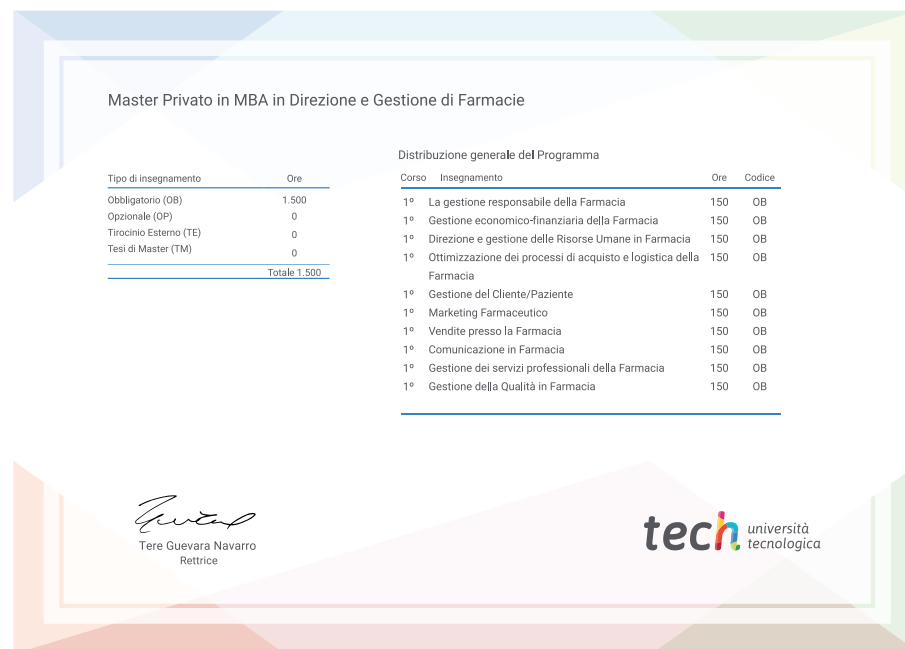 Master Privato in MBA in Direzione e Gestione di Farmacie
Tipo di insegnamento Ore
Obbligatorio (OB) 1.500
Opzionale (OP) 0
Tirocinio Esterno (TE) 0
Tesi di Master (TM) 0
Totale 1.500
Distribuzione generale del Programma
Corso Insegnamento Ore Codice
1º La gestione responsabile della Farmacia 150 OB
1º Gestione economico-finanziaria della Farmacia 150 OB
1º Direzione e gestione delle Risorse Umane in Farmacia 150 OB
1º Ottimizzazione dei processi di acquisto e logistica della 150 OB
Farmacia
1º Gestione del Cliente/Paziente 150 OB
1º Marketing Farmaceutico 150 OB
1º Vendite presso la Farmacia 150 OB
1º Comunicazione in Farmacia 150 OB
1º Gestione dei servizi professionali della Farmacia 150 OB
1º Gestione della Qualità in Farmacia 150 OB
Tere Guevara Navarro
Rettrice
tech università
tecnologica